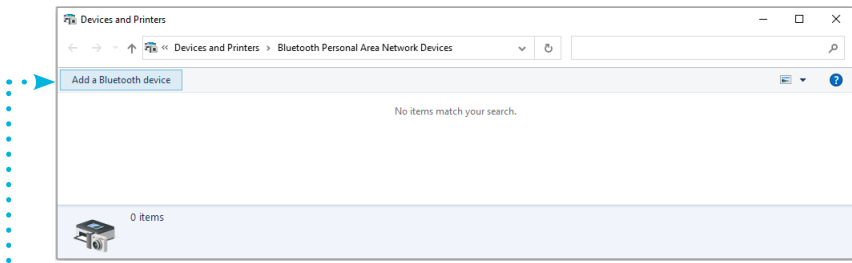 Devices and Printers
« Devices and Printers > Bluetooth Personal Area Network Devices
Add a Bluetooth device
?
No items match your search.
0 items